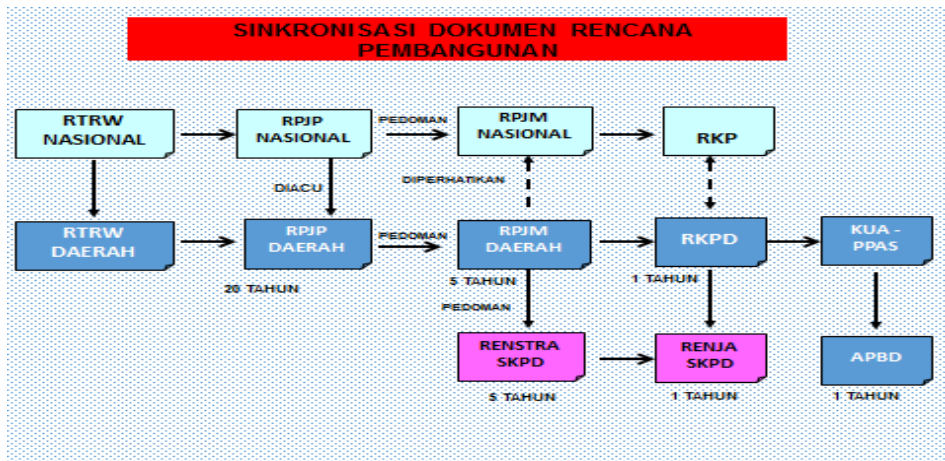 SINKRONISASI DOKUMEN RENCANA
PEMBANGUNAN
RTRW
NASIONAL
RPJP
NASIONAL
PEDOMAN
RPJM
NASIONAL
RKP
DIACU
DIPERHATIKAN
RTRW
DAERAH
RPJP
DAERAH
PEDOMAN
RPJM
DAERAH
RKPD
KUA -
PPAS
20 TAHUN
5 TAHUN
1 TAHUN
PEDOMAN
RENSTRA
SKPD
RENJA
SKPD
APBD
5 TAHUN
1 TAHUN
1 TAHUN